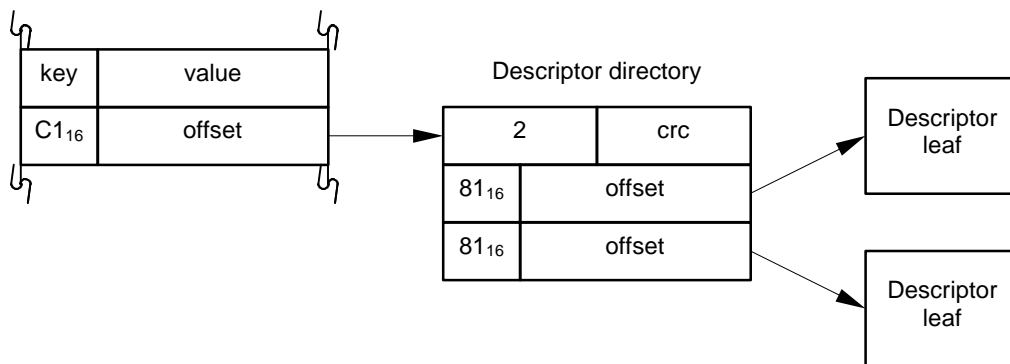 key value
C1₁₆ offset
Descriptor directory
2 crc
81₁₆ offset
81₁₆ offset
Descriptor
leaf
Descriptor
leaf